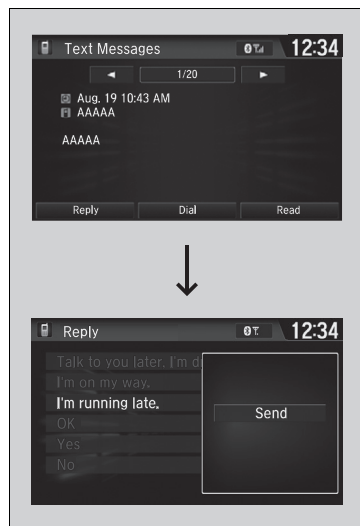 Text Messages 12:34
1/20
Aug. 19 10:43 AM
AAAAA
AAAAA
Reply Dial Read
Reply 12:34
Talk to you later. I'm d
I'm on my way.
I'm running late.
OK
Yes
No
Send